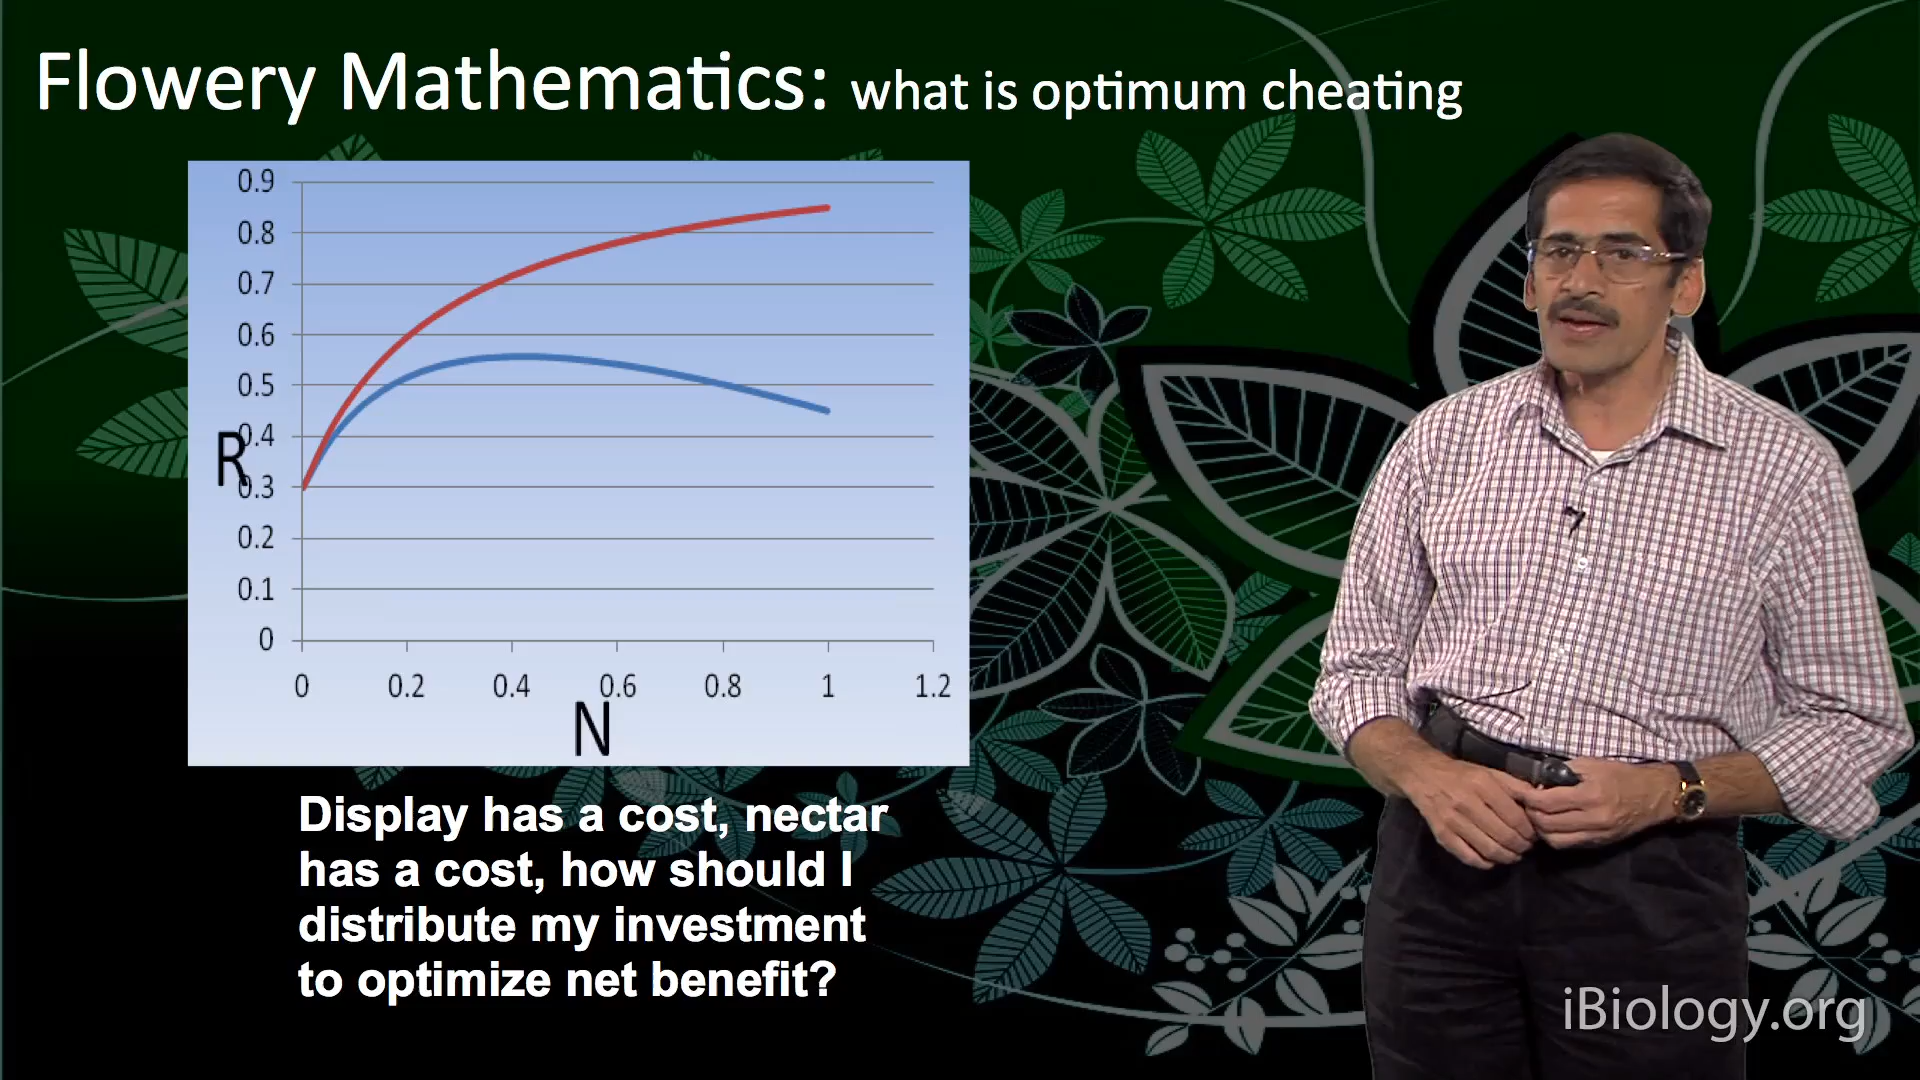 Flowery Mathematics: what is optimum cheating
0.9
0.8
0.7
0.6
0.5
0.4
R
0.3
0.2
0.1
0
0 0.2 0.4 0.6 0.8 1 1.2
N
Display has a cost, nectar
has a cost, how should I
distribute my investment
to optimize net benefit?
iBiology.org